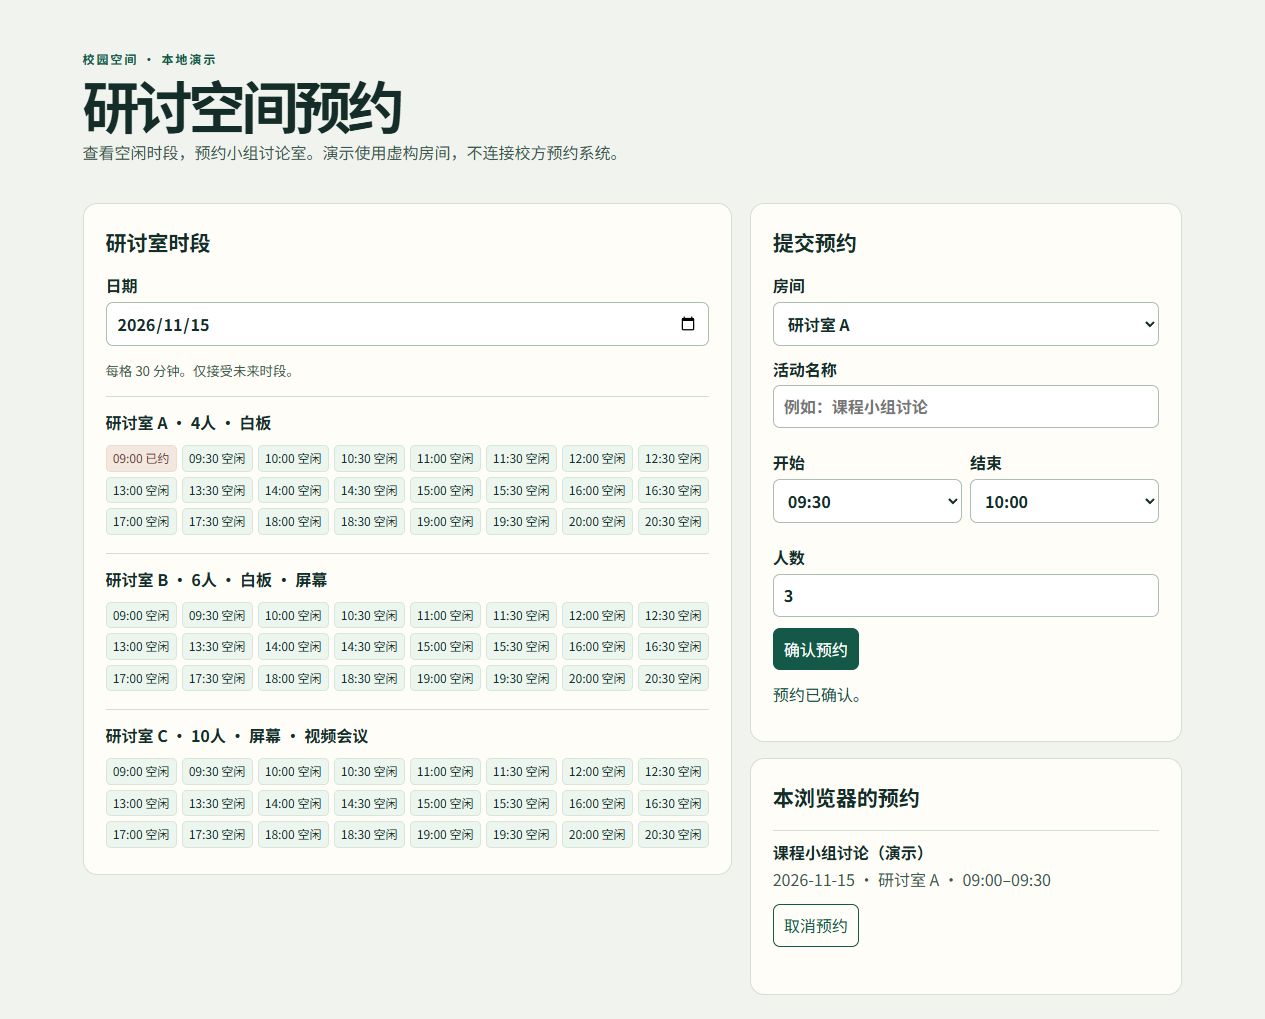 校园空间 · 本地演示
研讨空间预约
查看空闲时段，预约小组讨论室。演示使用虚构房间，不连接校方预约系统。
研讨室时段
日期
2026/11/15
每格 30 分钟。仅接受未来时段。
研讨室 A · 4人 · 白板
09:00 已约 09:30 空闲 10:00 空闲 10:30 空闲 11:00 空闲 11:30 空闲 12:00 空闲 12:30 空闲
13:00 空闲 13:30 空闲 14:00 空闲 14:30 空闲 15:00 空闲 15:30 空闲 16:00 空闲 16:30 空闲
17:00 空闲 17:30 空闲 18:00 空闲 18:30 空闲 19:00 空闲 19:30 空闲 20:00 空闲 20:30 空闲
研讨室 B · 6人 · 白板 · 屏幕
09:00 空闲 09:30 空闲 10:00 空闲 10:30 空闲 11:00 空闲 11:30 空闲 12:00 空闲 12:30 空闲
13:00 空闲 13:30 空闲 14:00 空闲 14:30 空闲 15:00 空闲 15:30 空闲 16:00 空闲 16:30 空闲
17:00 空闲 17:30 空闲 18:00 空闲 18:30 空闲 19:00 空闲 19:30 空闲 20:00 空闲 20:30 空闲
研讨室 C · 10人 · 屏幕 · 视频会议
09:00 空闲 09:30 空闲 10:00 空闲 10:30 空闲 11:00 空闲 11:30 空闲 12:00 空闲 12:30 空闲
13:00 空闲 13:30 空闲 14:00 空闲 14:30 空闲 15:00 空闲 15:30 空闲 16:00 空闲 16:30 空闲
17:00 空闲 17:30 空闲 18:00 空闲 18:30 空闲 19:00 空闲 19:30 空闲 20:00 空闲 20:30 空闲
提交预约
房间
研讨室 A
活动名称
例如：课程小组讨论
开始 结束
09:30 10:00
人数
3
确认预约
预约已确认。
本浏览器的预约
课程小组讨论（演示）
2026-11-15 · 研讨室 A · 09:00–09:30
取消预约